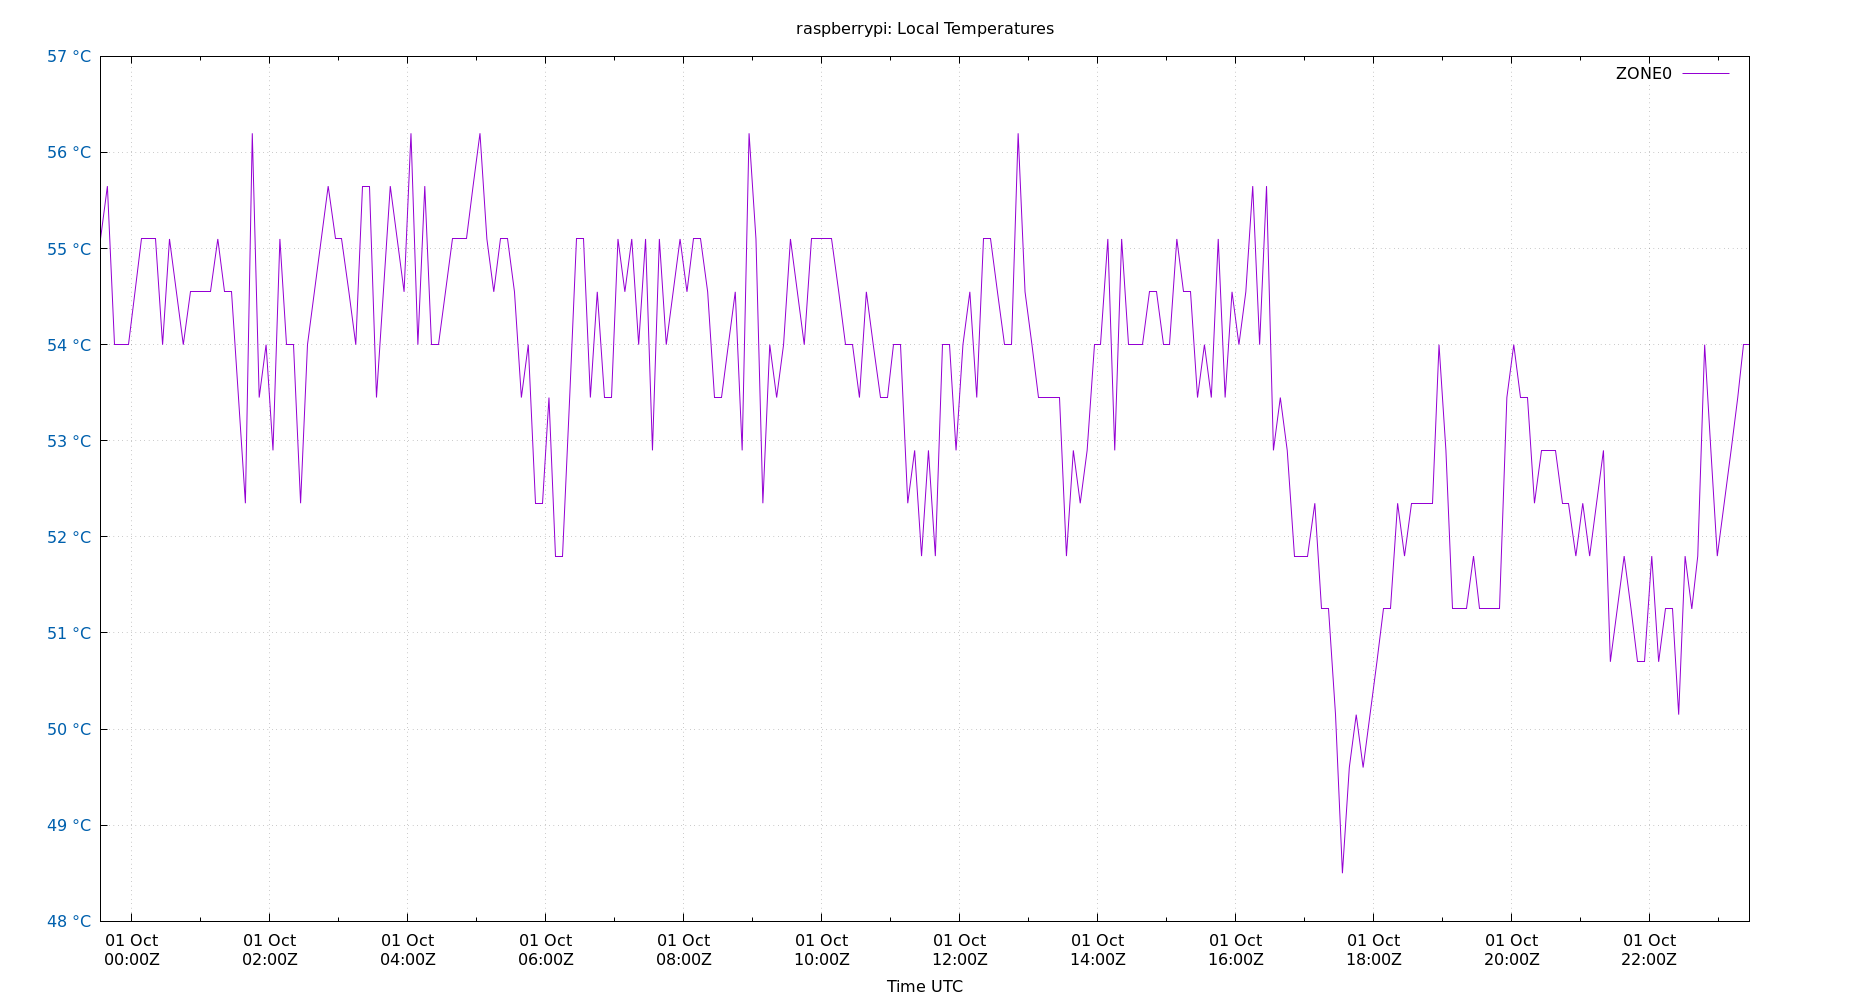 raspberrypi: Local Temperatures
57 °C
ZONE0
56 °C
55 °C
54 °C
53 °C
52 °C
51 °C
50 °C
49 °C
48 °C
01 Oct 01 Oct 01 Oct 01 Oct 01 Oct 01 Oct 01 Oct 01 Oct 01 Oct 01 Oct 01 Oct 01 Oct
00:00Z 02:00Z 04:00Z 06:00Z 08:00Z 10:00Z 12:00Z 14:00Z 16:00Z 18:00Z 20:00Z 22:00Z
Time UTC